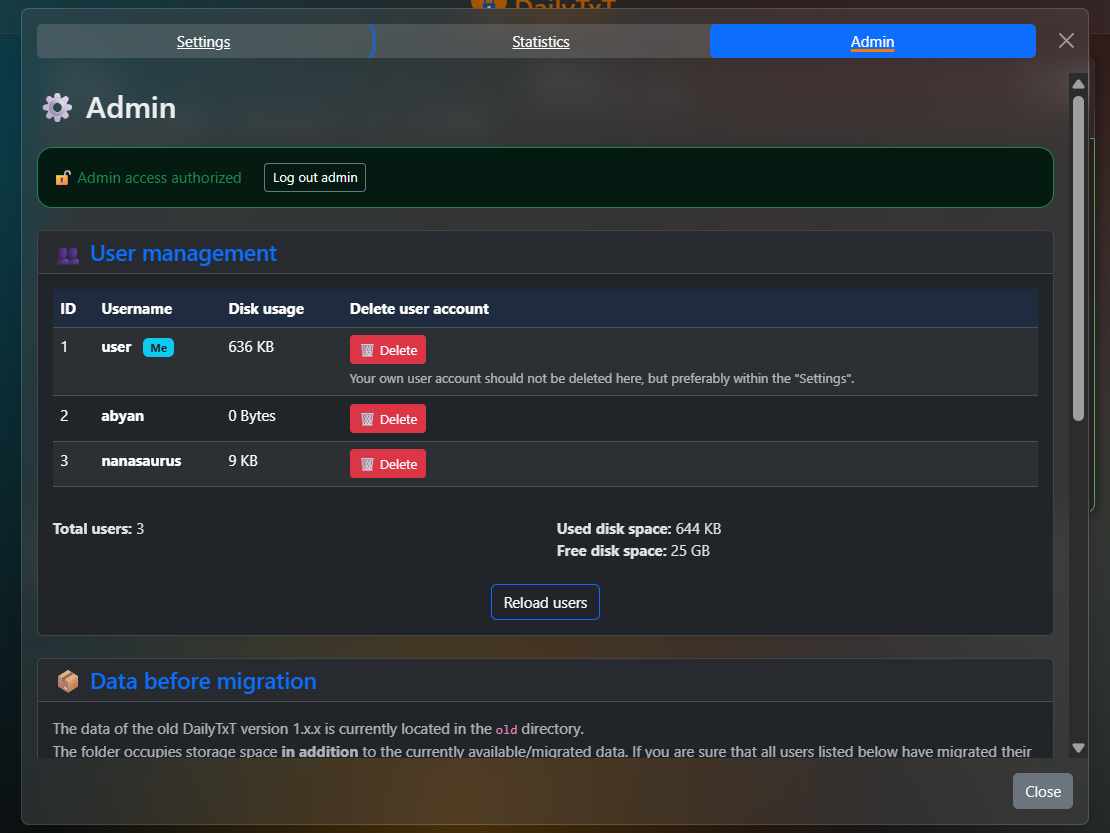 DailyTxT
Settings
Statistics
Admin
Admin
Admin access authorized
Log out admin
User management
ID Username Disk usage Delete user account
1 user Me 636 KB Delete
Your own user account should not be deleted here, but preferably within the "Settings".
2 abyan 0 Bytes Delete
3 nanasaurus 9 KB Delete
Total users: 3
Used disk space: 644 KB
Free disk space: 25 GB
Reload users
Data before migration
The data of the old DailyTxT version 1.x.x is currently located in the old directory.
The folder occupies storage space in addition to the currently available/migrated data. If you are sure that all users listed below have migrated their
Close